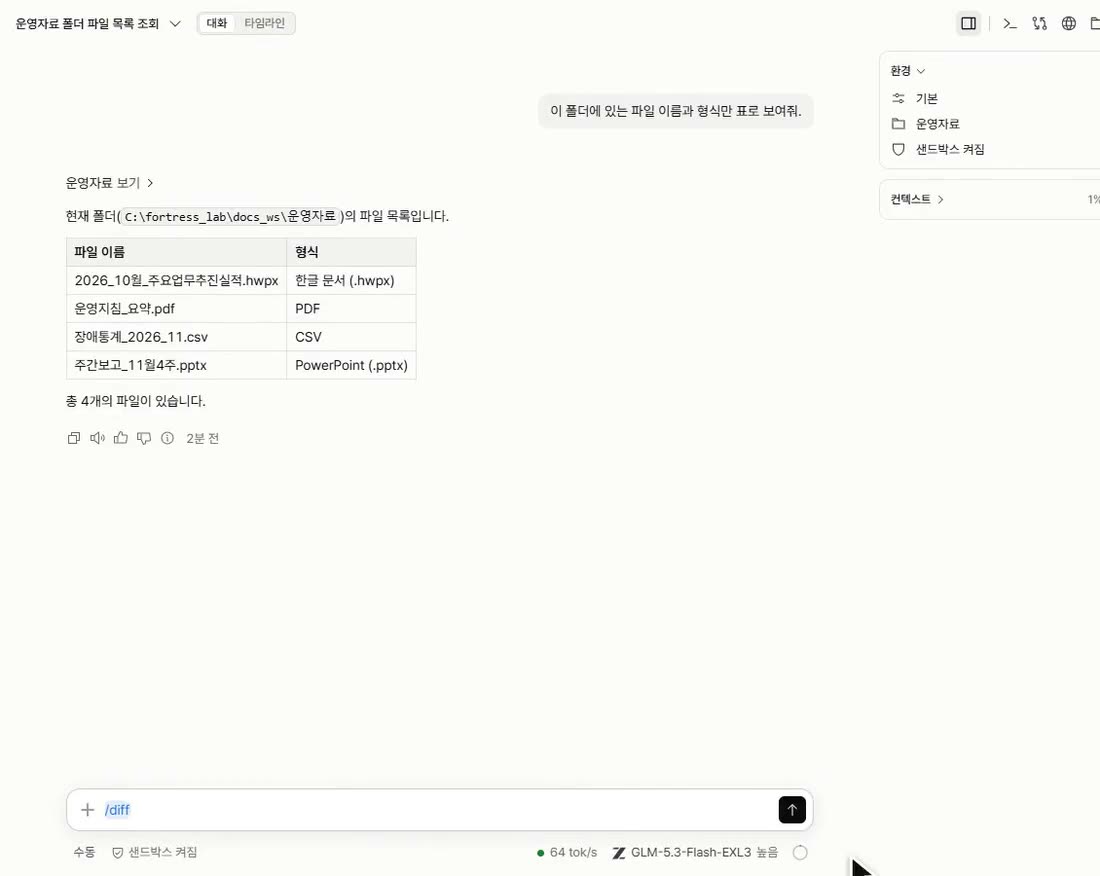 운영자료 폴더 파일 목록 조회 대화 타임라인
환경
기본
운영자료
샌드박스 켜짐
컨텍스트 1%
이 폴더에 있는 파일 이름과 형식만 표로 보여줘.
운영자료 보기
현재 폴더(C:\fortress_lab\docs_ws\운영자료)의 파일 목록입니다.
파일 이름 형식
2026_10월_주요업무추진실적.hwpx 한글 문서 (.hwpx)
운영지침_요약.pdf PDF
장애통계_2026_11.csv CSV
주간보고_11월4주.pptx PowerPoint (.pptx)
총 4개의 파일이 있습니다.
2분 전
/diff
수동 샌드박스 켜짐 64 tok/s GLM-5.3-Flash-EXL3 높음